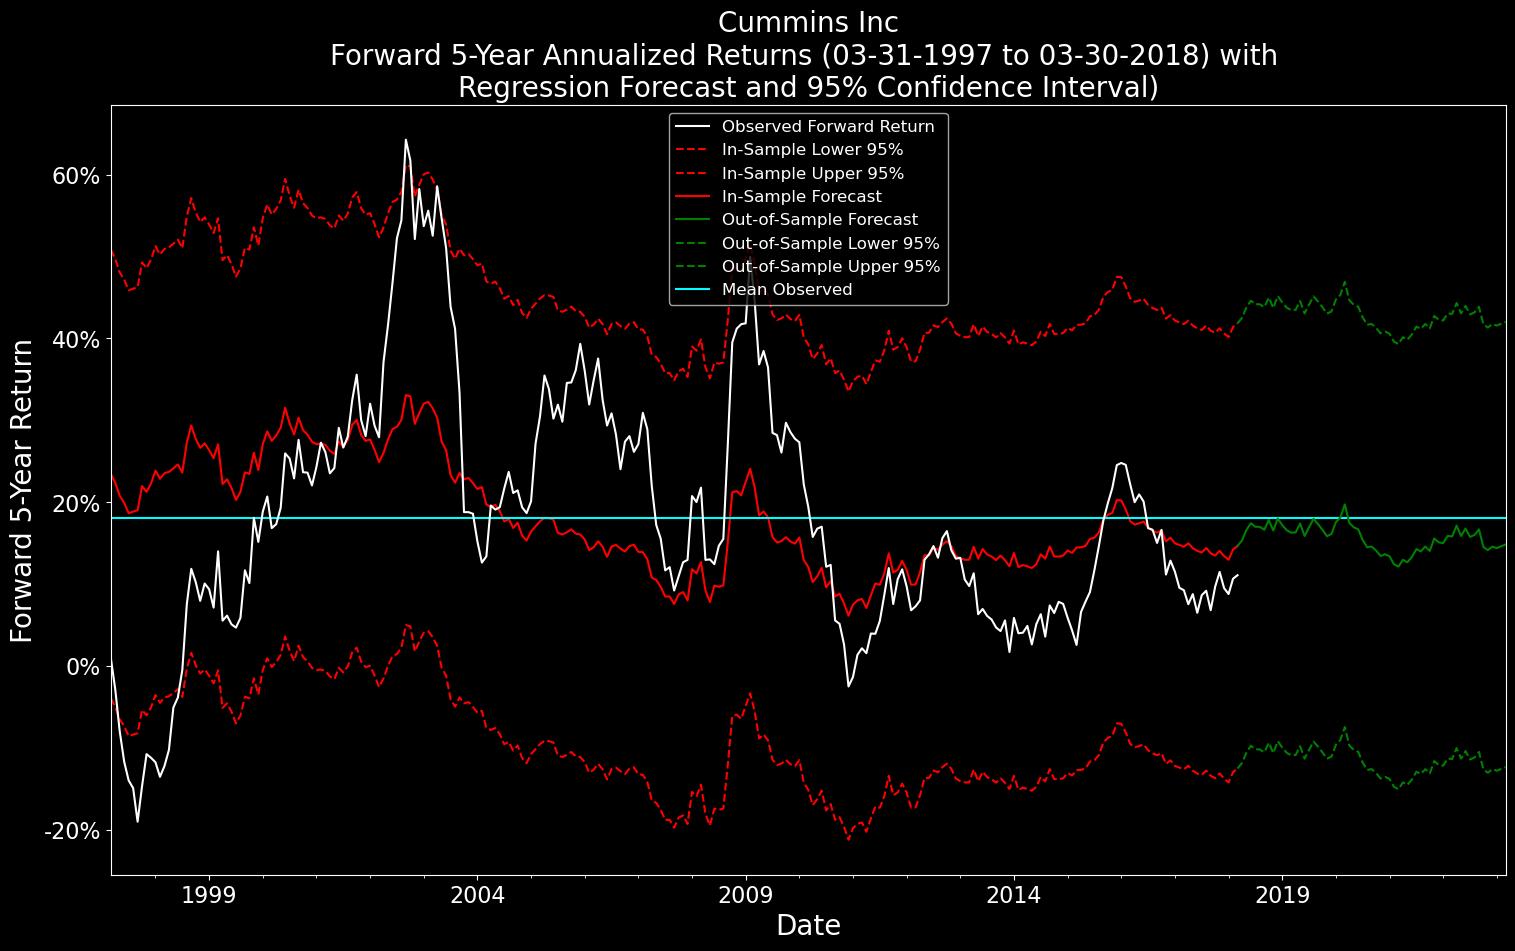 Cummins Inc
Forward 5-Year Annualized Returns (03-31-1997 to 03-30-2018) with
Regression Forecast and 95% Confidence Interval)
Observed Forward Return
In-Sample Lower 95%
In-Sample Upper 95%
In-Sample Forecast
Out-of-Sample Forecast
Out-of-Sample Lower 95%
Out-of-Sample Upper 95%
Mean Observed
Forward 5-Year Return
60%
40%
20%
0%
-20%
1999
2004
2009
2014
2019
Date